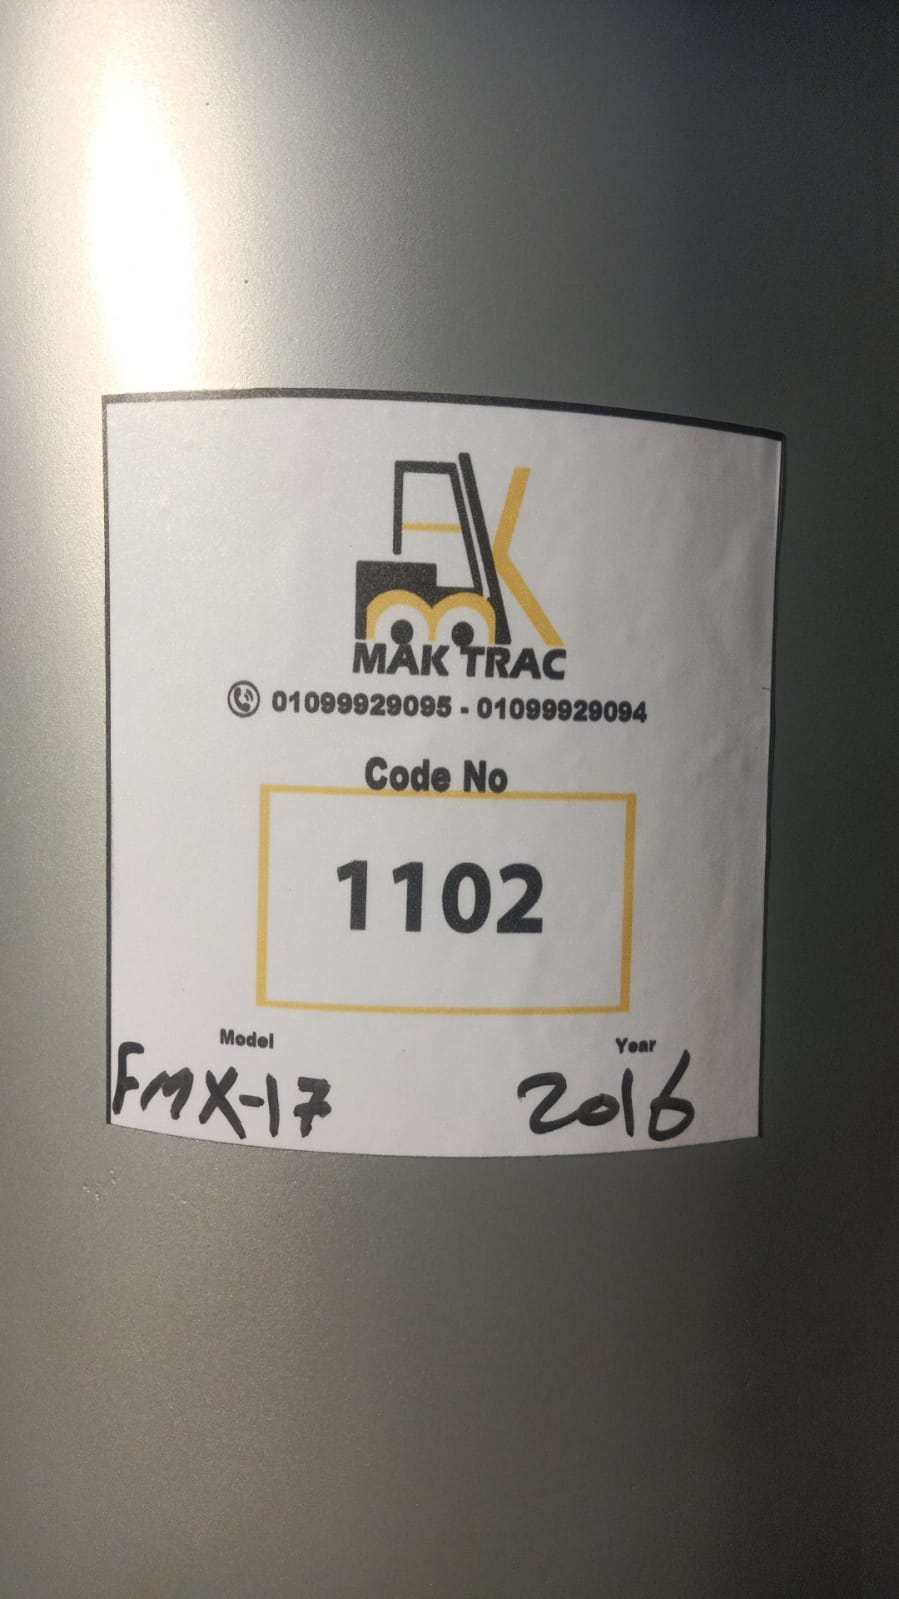 MAK TRAC
01099929095 - 01099929094
Code No
1102
Model Year
FMX-17 2016